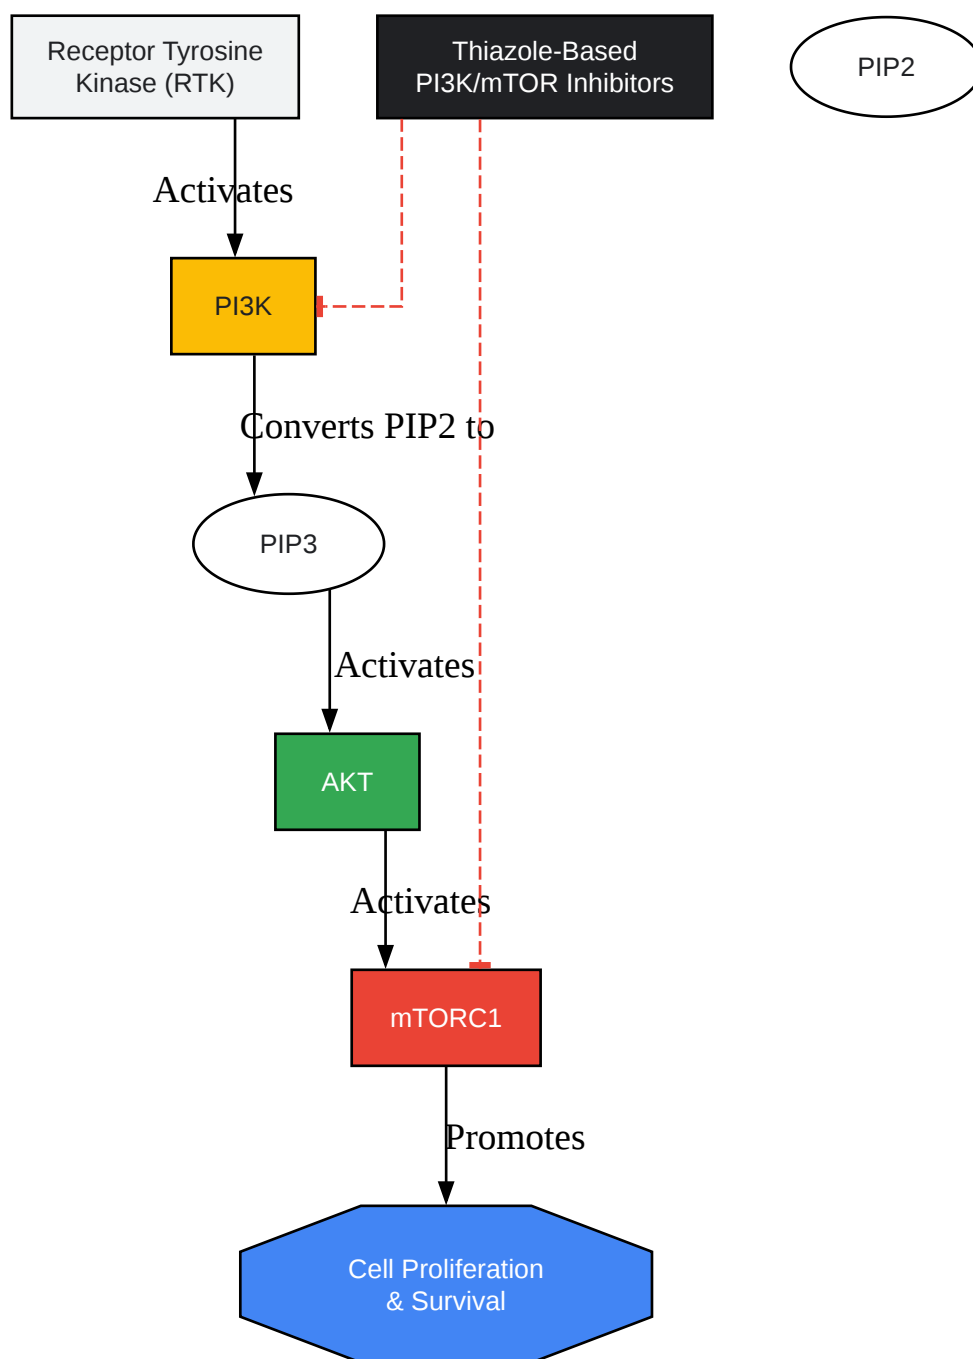 Receptor Tyrosine
Kinase (RTK)
Thiazole-Based
PI3K/mTOR Inhibitors
PIP2
Activates
PI3K
Converts PIP2 to
PIP3
Activates
AKT
Activates
mTORC1
Promotes
Cell Proliferation
& Survival